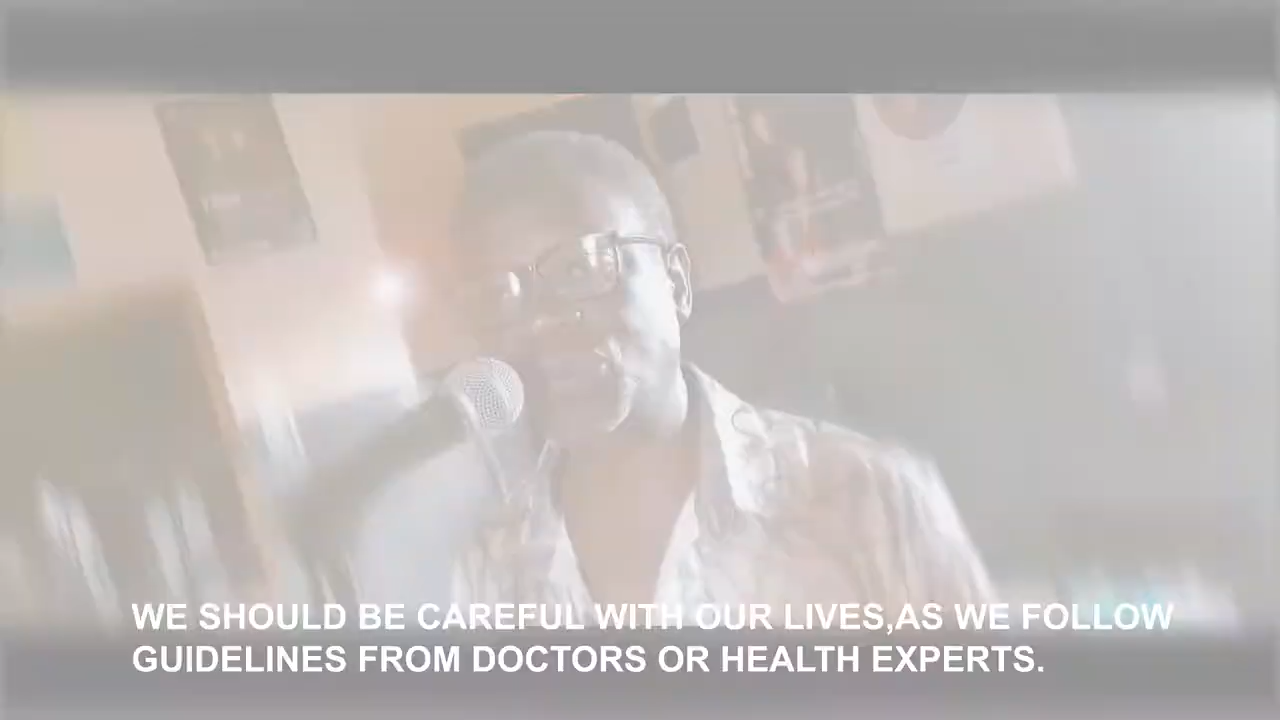 WE SHOULD BE CAREFUL WITH OUR LIVES,AS WE FOLLOW
GUIDELINES FROM DOCTORS OR HEALTH EXPERTS.